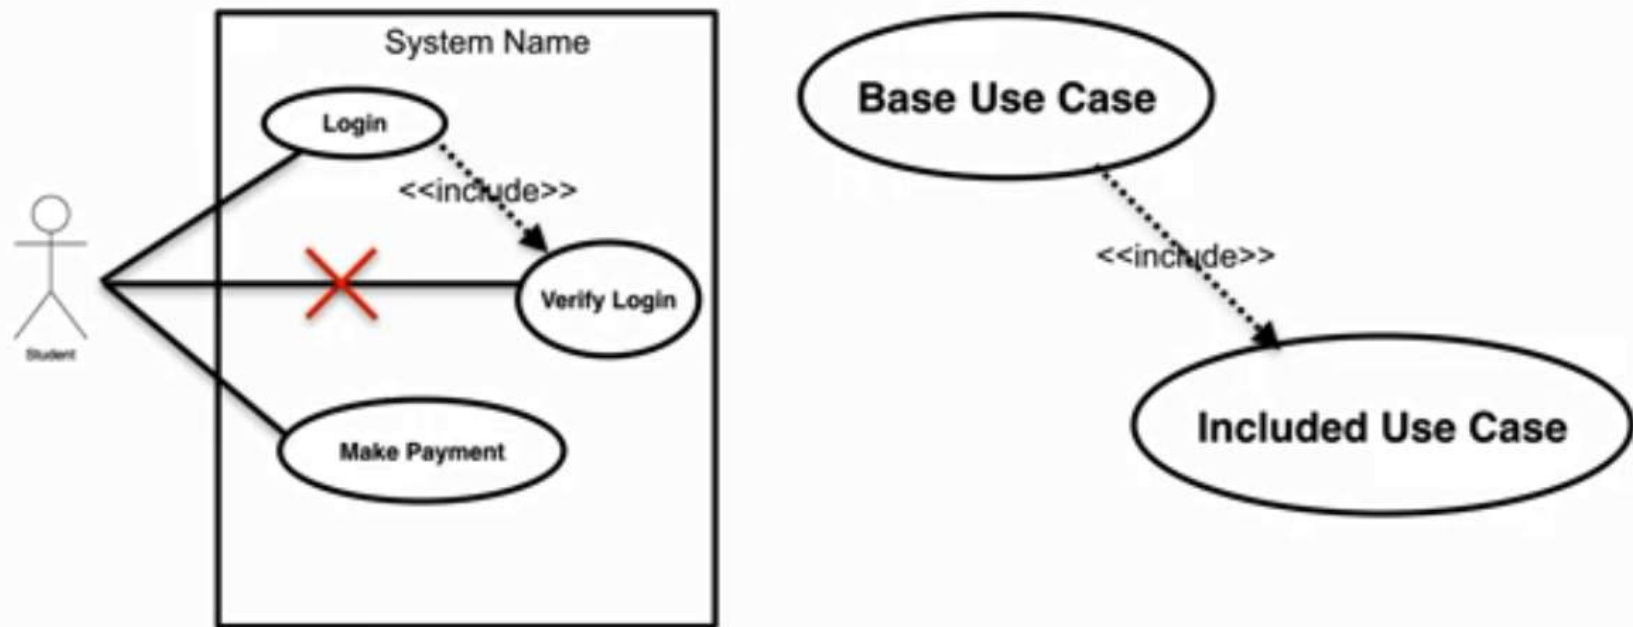 System Name
Login
<<include>>
Verify Login
Student
Make Payment
Base Use Case
<<include>>
Included Use Case